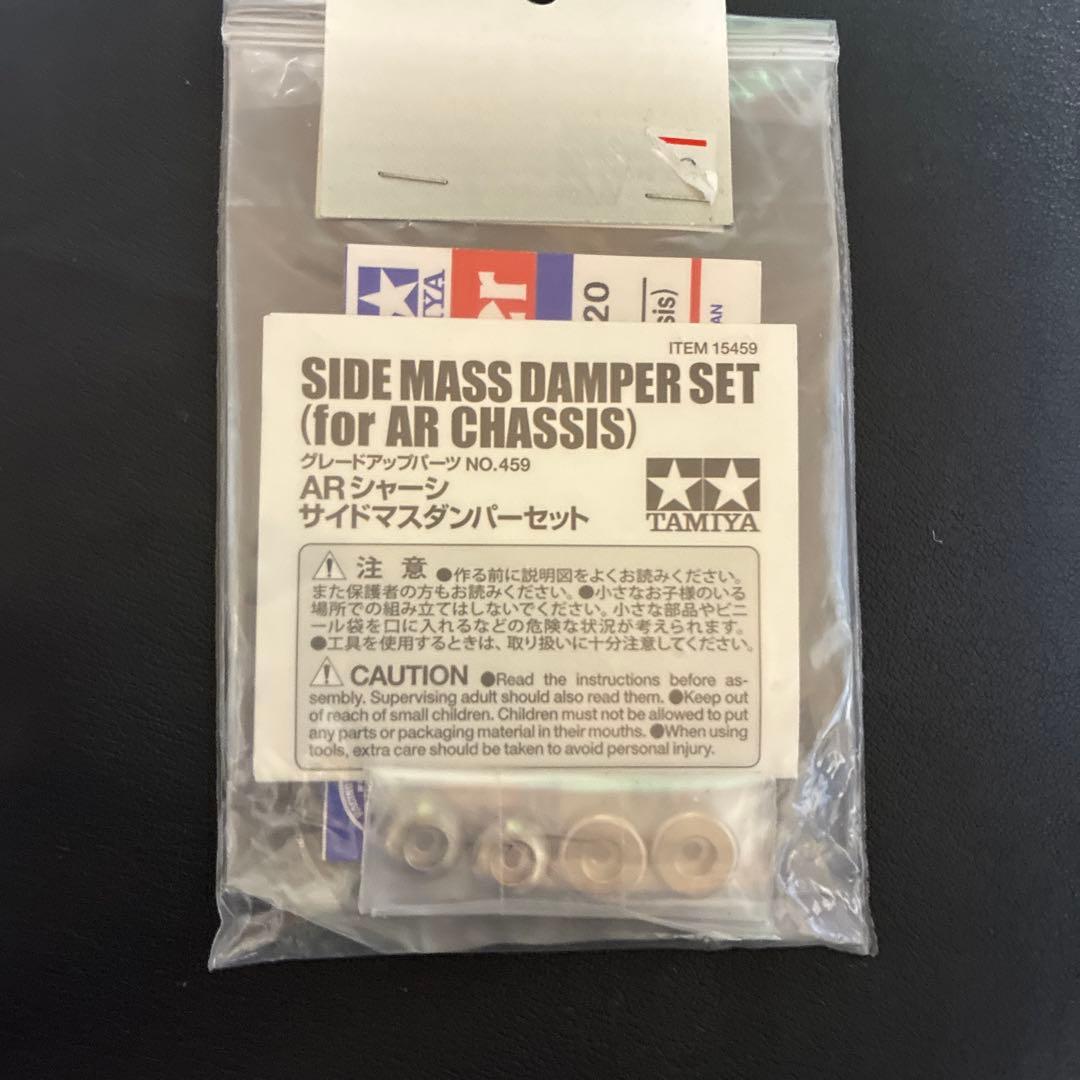 TAMIYA
20
ITEM 15459
SIDE MASS DAMPER SET
(for AR CHASSIS)
グレードアップパーツ NO.459
ARシャーシ
サイドマスダンパーセット
TAMIYA
注 意 ●作る前に説明図をよくお読みください。
また保護者の方もお読みください。●小さなお子様のいる
場所での組み立てはしないでください。小さな部品やビニ
ール袋を口に入れるなどの危険な状況が考えられます。
●工具を使用するときは、取り扱いに十分注意してください。
CAUTION ●Read the instructions before as-
sembly. Supervising adult should also read them. ●Keep out
of reach of small children. Children must not be allowed to put
any parts or packaging material in their mouths. ●When using
tools, extra care should be taken to avoid personal injury.